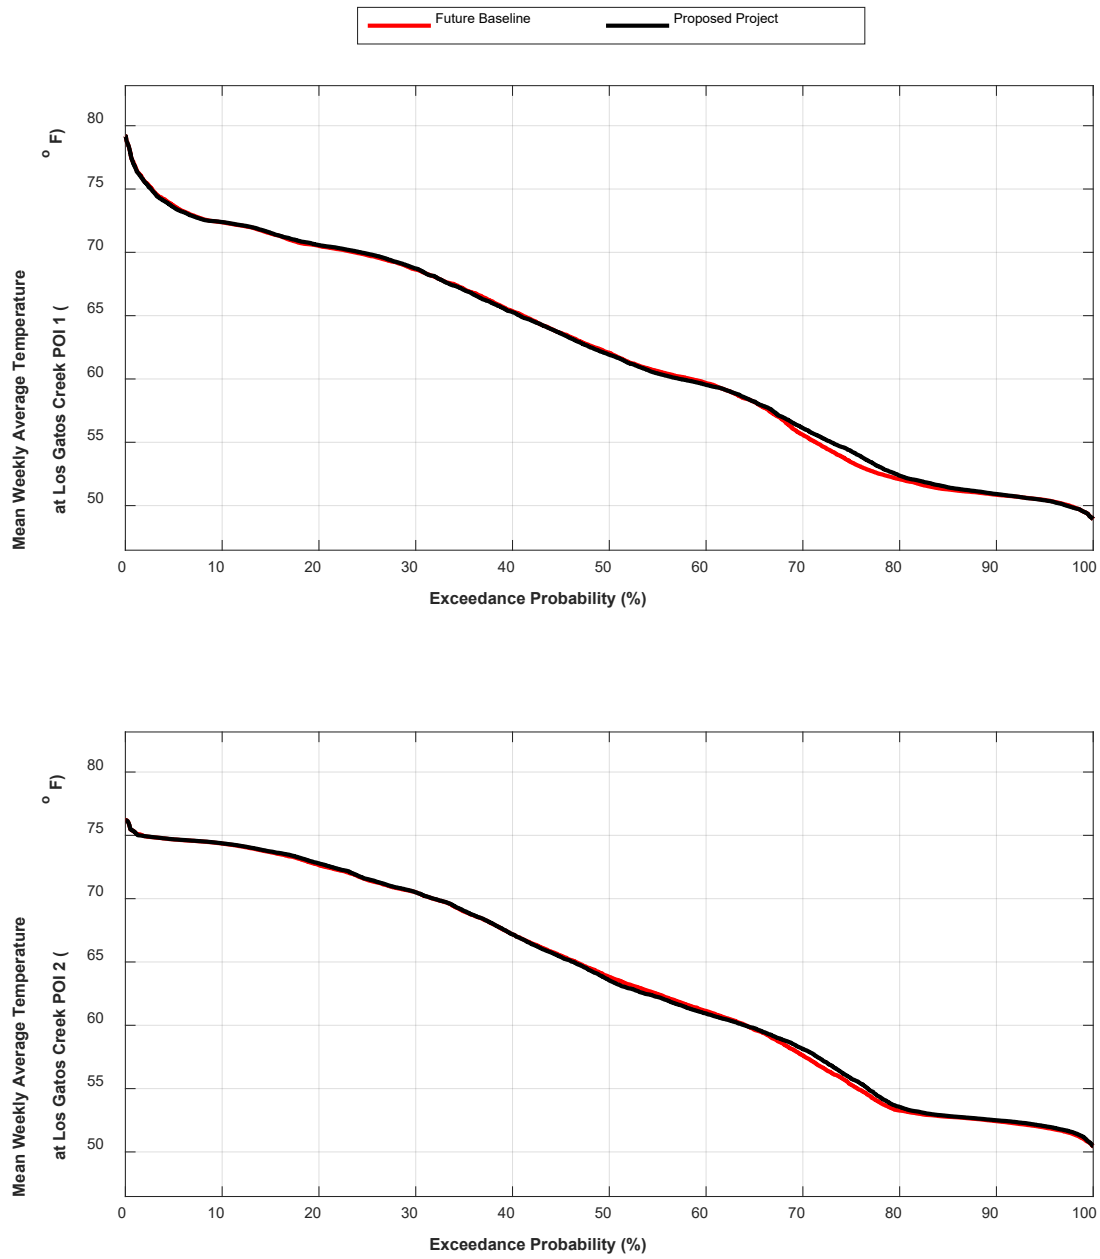 Future Baseline Proposed Project
Mean Weekly Average Temperature
at Los Gatos Creek POI 1 (
o
F)
80
75
70
65
60
55
50
0 10 20 30 40 50 60 70 80 90 100
Exceedance Probability (%)
Mean Weekly Average Temperature
at Los Gatos Creek POI 2 (
o
F)
80
75
70
65
60
55
50
0 10 20 30 40 50 60 70 80 90 100
Exceedance Probability (%)